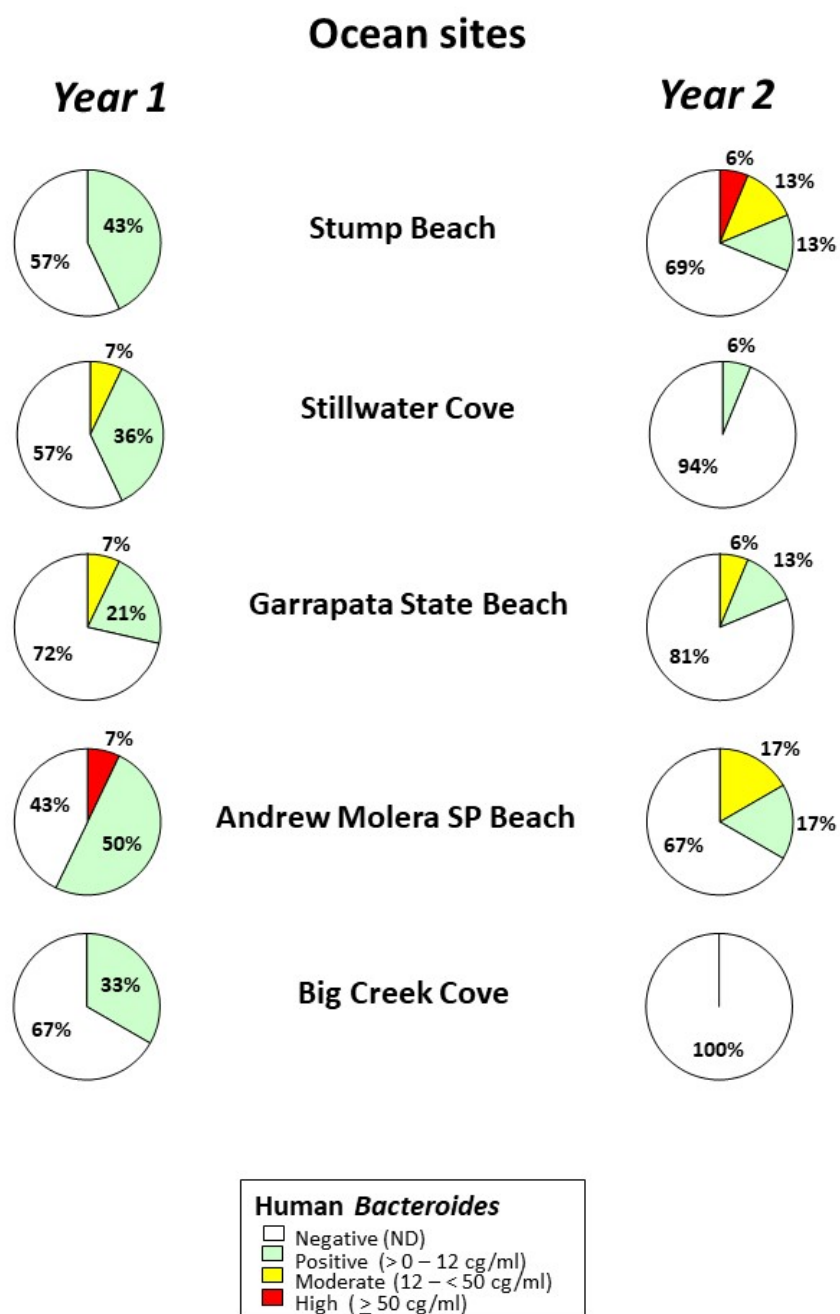 Ocean sites
Year 1
Year 2
43%
57%
Stump Beach
6%
13%
13%
69%
7%
36%
57%
Stillwater Cove
6%
94%
7%
21%
72%
Garrapata State Beach
6%
13%
81%
7%
43%
50%
Andrew Molera SP Beach
17%
17%
67%
33%
67%
Big Creek Cove
100%
Human Bacteroides
Negative (ND)
Positive (> 0 – 12 cg/ml)
Moderate (12 – < 50 cg/ml)
High (≥ 50 cg/ml)